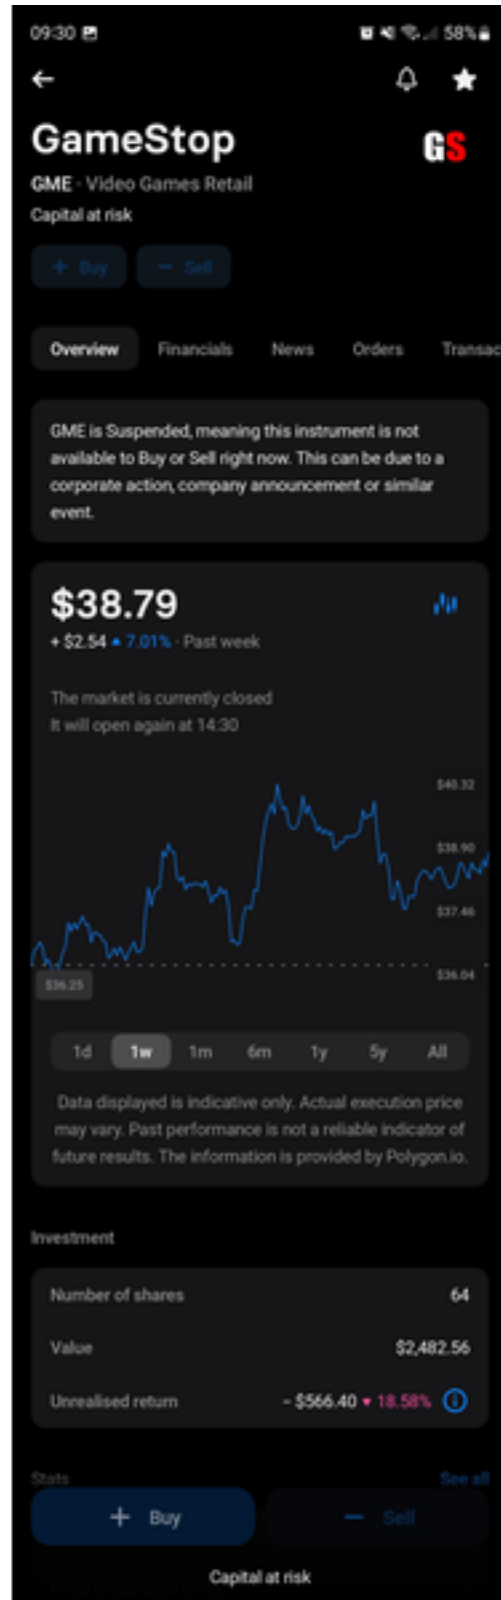 09:30 58%
GameStop
GS
GME · Video Games Retail
Capital at risk
+ Buy - Sell
Overview Financials News Orders Transac
GME is Suspended, meaning this instrument is not
available to Buy or Sell right now. This can be due to a
corporate action, company announcement or similar
event.
$38.79
+ $2.54 ▲ 7.01% · Past week
The market is currently closed
It will open again at 14:30
$40.32
$38.90
$37.46
$36.04
$36.25
1d 1w 1m 6m 1y 5y All
Data displayed is indicative only. Actual execution price
may vary. Past performance is not a reliable indicator of
future results. The information is provided by Polygon.io.
Investment
Number of shares 64
Value $2,482.56
Unrealised return - $566.40 ▼ 18.58%
Stats See all
+ Buy - Sell
Capital at risk